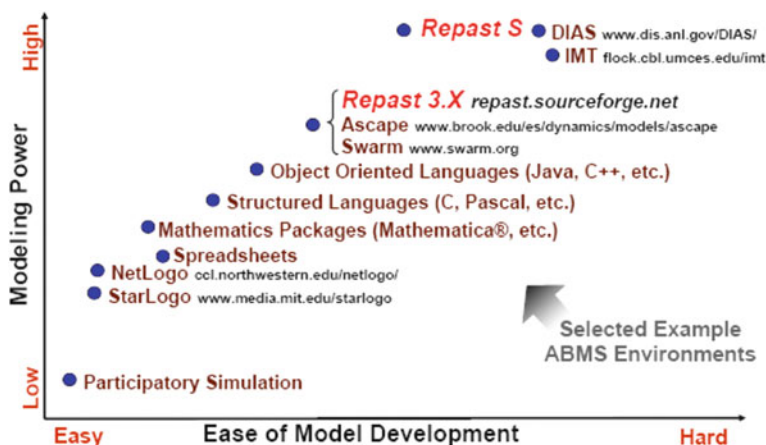 High
Modeling Power
Low
Repast S
DIAS www.dis.anl.gov/DIAS/
IMT flock.cbl.umces.edu/imt
Repast 3.X repast.sourceforge.net
Ascape www.brook.edu/es/dynamics/models/ascape
Swarm www.swarm.org
Object Oriented Languages (Java, C++, etc.)
Structured Languages (C, Pascal, etc.)
Mathematics Packages (Mathematica®, etc.)
Spreadsheets
NetLogo ccl.northwestern.edu/netlogo/
StarLogo www.media.mit.edu/starlogo
Selected Example
ABMS Environments
Participatory Simulation
Easy
Ease of Model Development
Hard